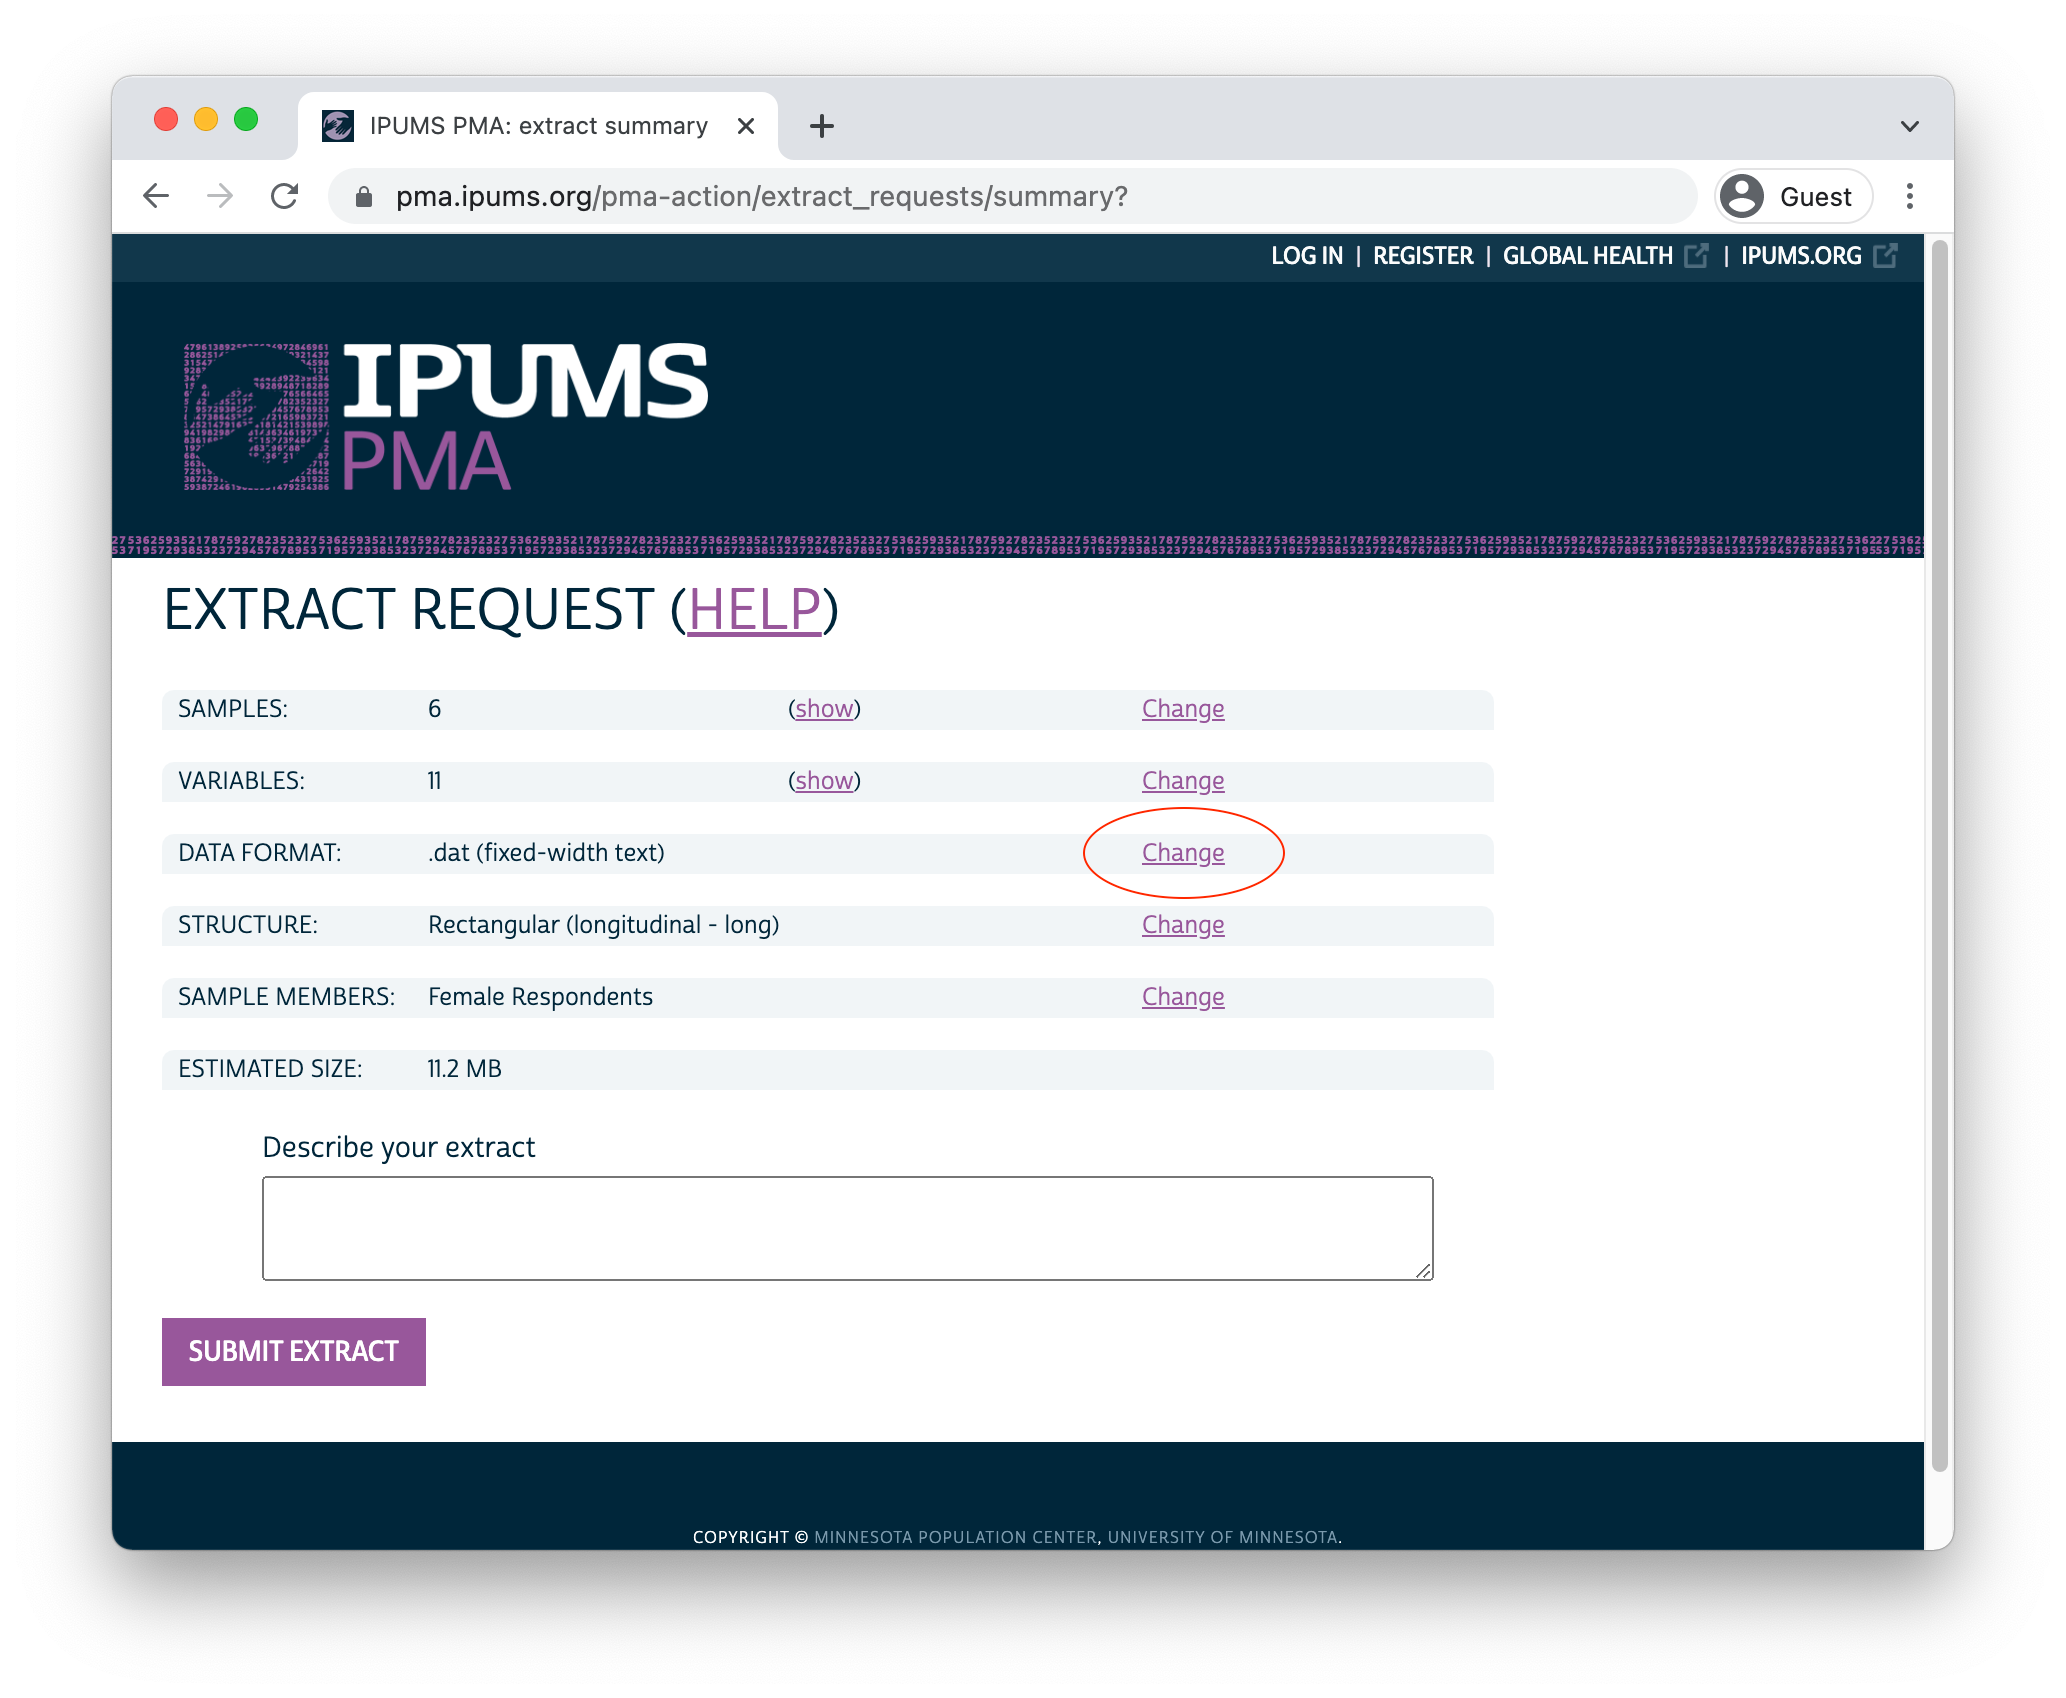 IPUMS PMA: extract summary
pma.ipums.org/pma-action/extract_requests/summary?
Guest
LOG IN | REGISTER | GLOBAL HEALTH | IPUMS.ORG
IPUMS
PMA
EXTRACT REQUEST (HELP)
SAMPLES: 6 (show) Change
VARIABLES: 11 (show) Change
DATA FORMAT: .dat (fixed-width text) Change
STRUCTURE: Rectangular (longitudinal - long) Change
SAMPLE MEMBERS: Female Respondents Change
ESTIMATED SIZE: 11.2 MB
Describe your extract
SUBMIT EXTRACT
COPYRIGHT © MINNESOTA POPULATION CENTER, UNIVERSITY OF MINNESOTA.